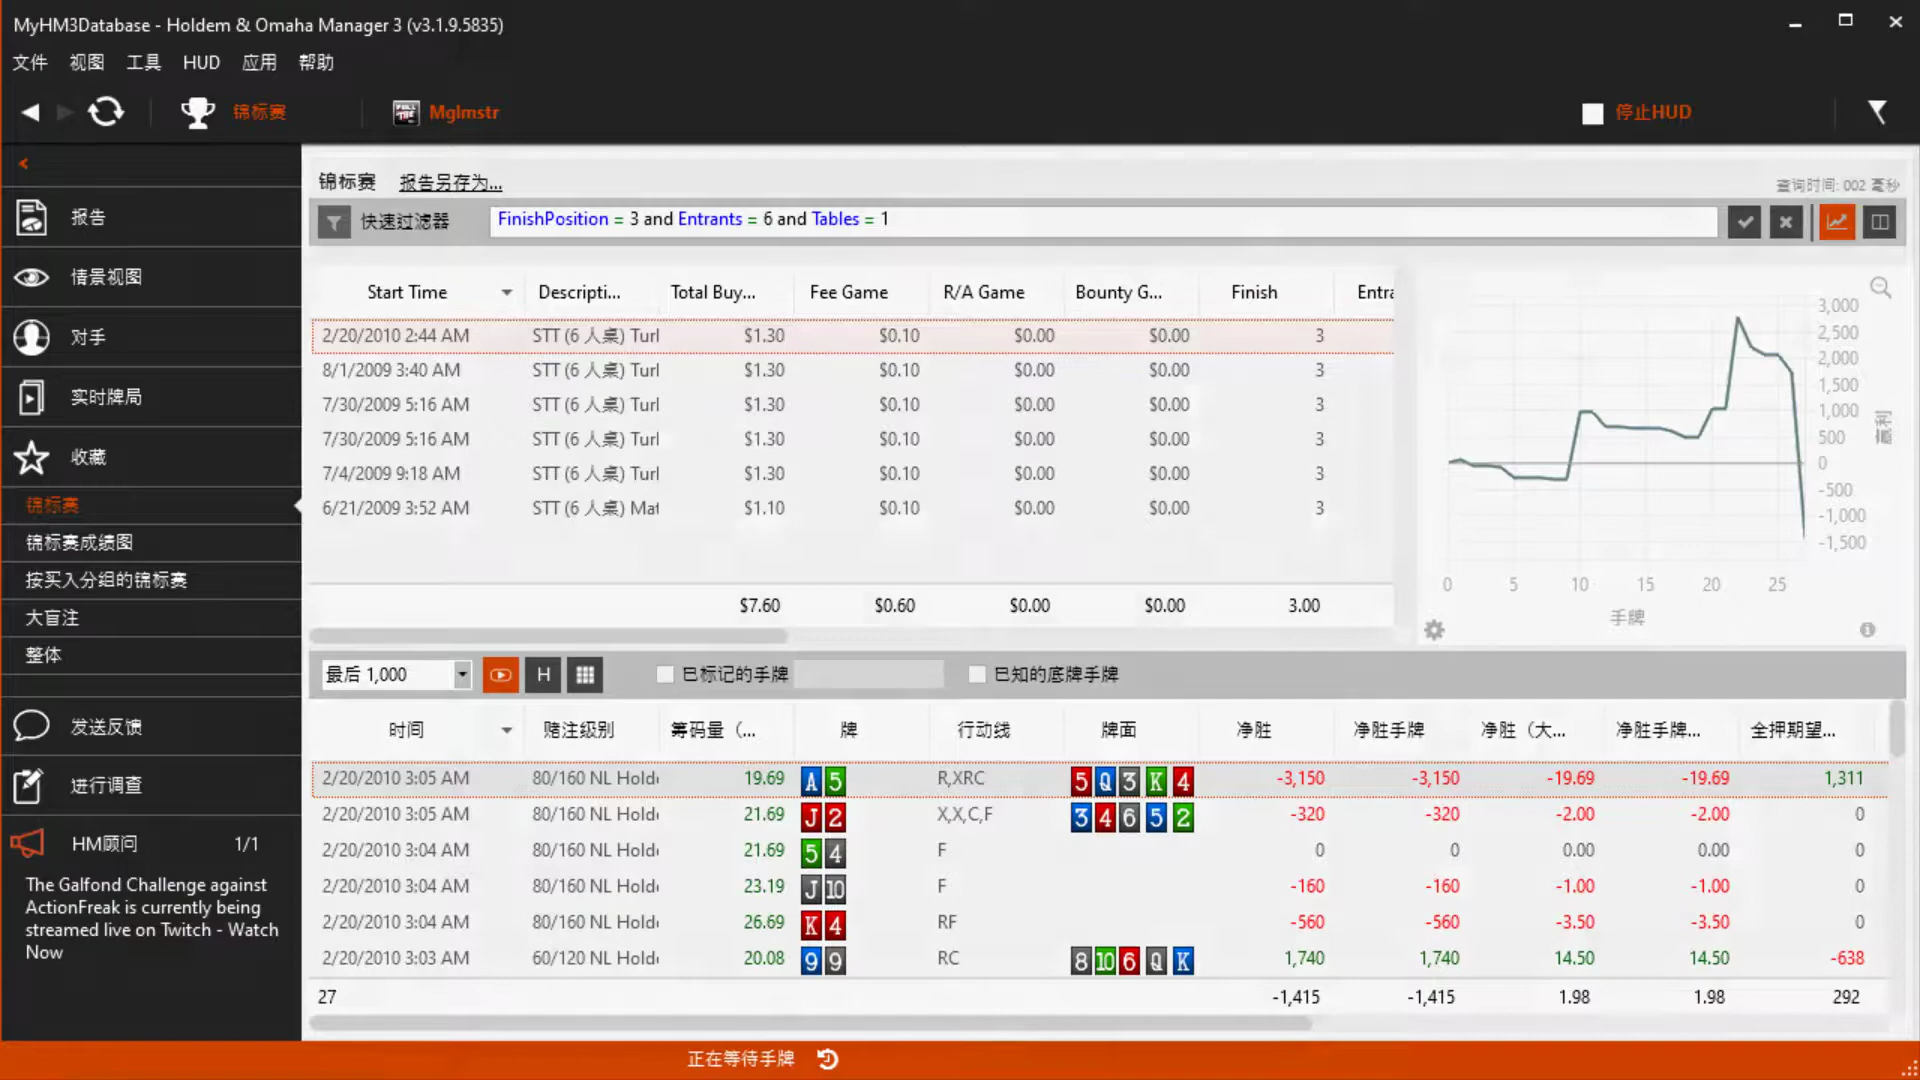 MyHM3Database - Holdem & Omaha Manager 3 (v3.1.9.5835)
文件 视图 工具 HUD 应用 帮助
锦标赛 Mglmstr 停止HUD
报告
情景视图
对手
实时牌局
收藏
锦标赛
锦标赛成绩图
按买入分组的锦标赛
大盲注
整体
发送反馈
进行调查
HM顾问 1/1
The Galfond Challenge against
ActionFreak is currently being
streamed live on Twitch - Watch
Now
锦标赛 报告另存为... 查询时间: 002 毫秒
快速过滤器 FinishPosition = 3 and Entrants = 6 and Tables = 1
Start Time Descripti... Total Buy... Fee Game R/A Game Bounty G... Finish Entra
2/20/2010 2:44 AM STT (6 人桌) Turl $1.30 $0.10 $0.00 $0.00 3
8/1/2009 3:40 AM STT (6 人桌) Turl $1.30 $0.10 $0.00 $0.00 3
7/30/2009 5:16 AM STT (6 人桌) Turl $1.30 $0.10 $0.00 $0.00 3
7/30/2009 5:16 AM STT (6 人桌) Turl $1.30 $0.10 $0.00 $0.00 3
7/4/2009 9:18 AM STT (6 人桌) Turl $1.30 $0.10 $0.00 $0.00 3
6/21/2009 3:52 AM STT (6 人桌) Mat $1.10 $0.10 $0.00 $0.00 3
$7.60 $0.60 $0.00 $0.00 3.00
3,000
2,500
2,000
1,500
1,000
500
0
-500
-1,000
-1,500
赢利
0 5 10 15 20 25
手牌
最后 1,000 H 已标记的手牌 已知的底牌手牌
时间 赌注级别 筹码量（... 牌 行动线 牌面 净胜 净胜手牌 净胜（大... 净胜手牌... 全押期望...
2/20/2010 3:05 AM 80/160 NL Holde 19.69 A 5 R,XRC 5 Q 3 K 4 -3,150 -3,150 -19.69 -19.69 1,311
2/20/2010 3:05 AM 80/160 NL Holde 21.69 J 2 X,X,C,F 3 4 6 5 2 -320 -320 -2.00 -2.00 0
2/20/2010 3:04 AM 80/160 NL Holde 21.69 5 4 F 0 0 0.00 0.00 0
2/20/2010 3:04 AM 80/160 NL Holde 23.19 J 10 F -160 -160 -1.00 -1.00 0
2/20/2010 3:04 AM 80/160 NL Holde 26.69 K 4 RF -560 -560 -3.50 -3.50 0
2/20/2010 3:03 AM 60/120 NL Holde 20.08 9 9 RC 8 10 6 Q K 1,740 1,740 14.50 14.50 -638
27 -1,415 -1,415 1.98 1.98 292
正在等待手牌